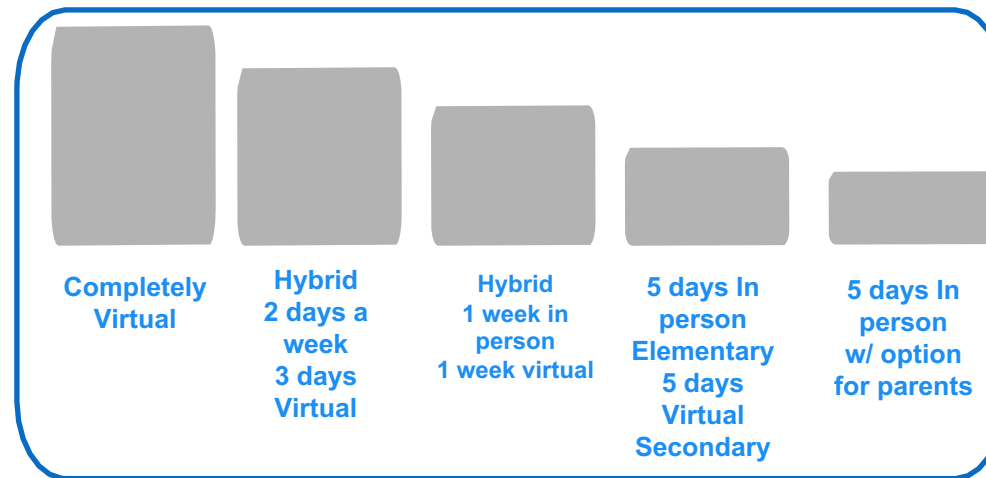 Completely
Virtual
Hybrid
2 days a
week
3 days
Virtual
Hybrid
1 week in
person
1 week virtual
5 days In
person
Elementary
5 days
Virtual
Secondary
5 days In
person
w/ option
for parents